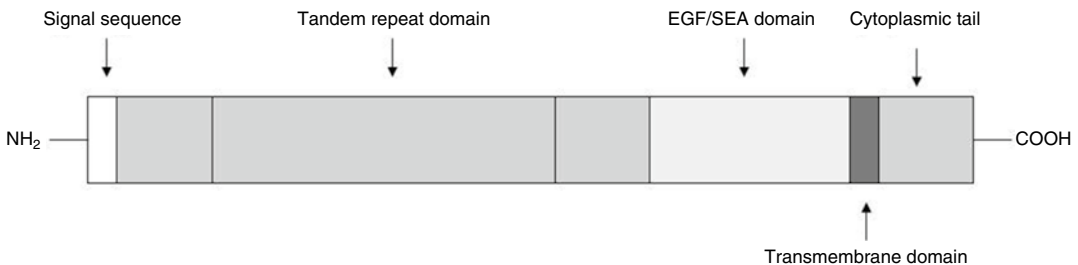 Signal sequence
Tandem repeat domain
EGF/SEA domain
Cytoplasmic tail
NH₂
COOH
Transmembrane domain